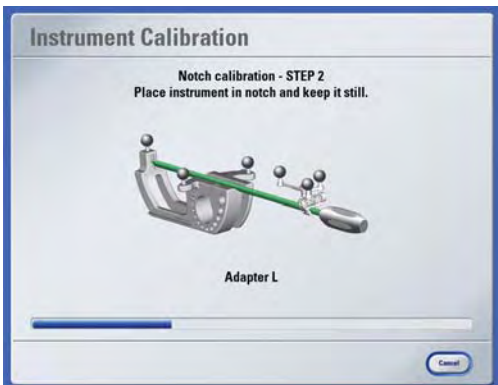 Instrument Calibration
Notch calibration - STEP 2
Place instrument in notch and keep it still.
Adapter L
Cancel